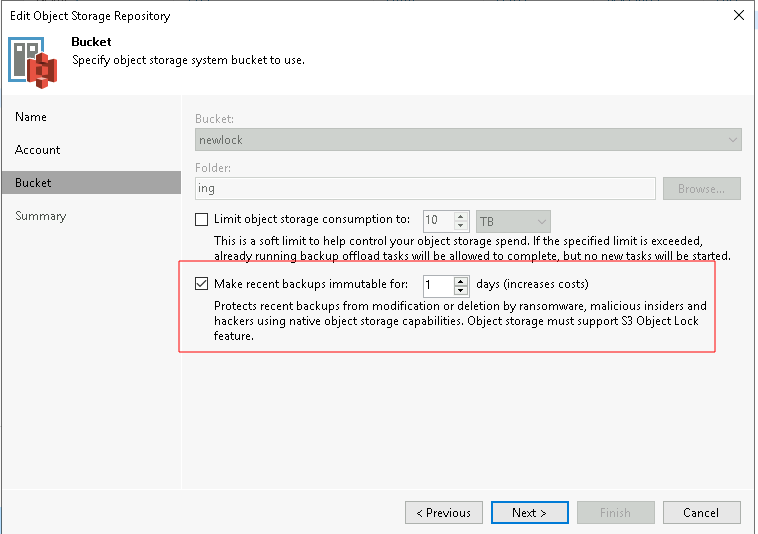 Edit Object Storage Repository
Bucket
Specify object storage system bucket to use.
Name
Account
Bucket
Summary
Bucket:
newlock
Folder:
ing
Browse...
Limit object storage consumption to:
10
TB
This is a soft limit to help control your object storage spend. If the specified limit is exceeded,
already running backup offload tasks will be allowed to complete, but no new tasks will be started.
Make recent backups immutable for:
1
days (increases costs)
Protects recent backups from modification or deletion by ransomware, malicious insiders and
hackers using native object storage capabilities. Object storage must support S3 Object Lock
feature.
< Previous
Next >
Finish
Cancel